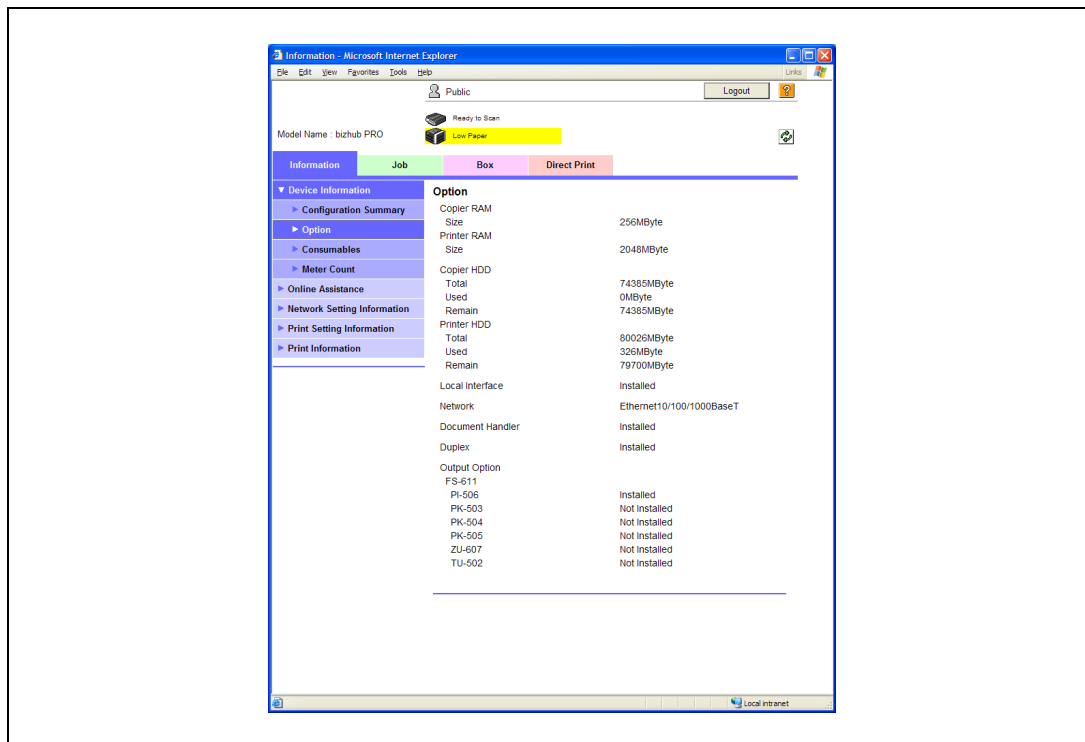 Information - Microsoft Internet Explorer
File Edit View Favorites Tools Help Links
Public Logout ?
Ready to Scan
Model Name : bizhub PRO Low Paper
Information Job Box Direct Print
Device Information
Configuration Summary
Option
Consumables
Meter Count
Online Assistance
Network Setting Information
Print Setting Information
Print Information
Option
Copier RAM
Size 256MByte
Printer RAM
Size 2048MByte
Copier HDD
Total 74385MByte
Used 0MByte
Remain 74385MByte
Printer HDD
Total 80026MByte
Used 326MByte
Remain 79700MByte
Local Interface Installed
Network Ethernet10/100/1000BaseT
Document Handler Installed
Duplex Installed
Output Option
FS-611
PI-506 Installed
PK-503 Not Installed
PK-504 Not Installed
PK-505 Not Installed
ZU-607 Not Installed
TU-502 Not Installed
Local intranet